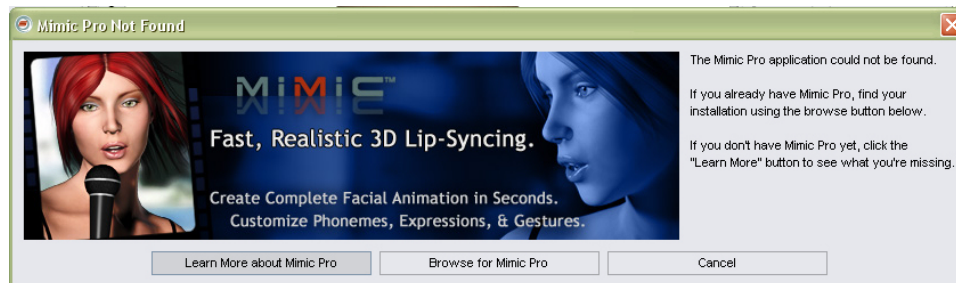 Mimic Pro Not Found
MiMiC™
Fast, Realistic 3D Lip-Syncing.
Create Complete Facial Animation in Seconds.
Customize Phonemes, Expressions, & Gestures.
The Mimic Pro application could not be found.
If you already have Mimic Pro, find your
installation using the browse button below.
If you don't have Mimic Pro yet, click the
"Learn More" button to see what you're missing.
Learn More about Mimic Pro
Browse for Mimic Pro
Cancel